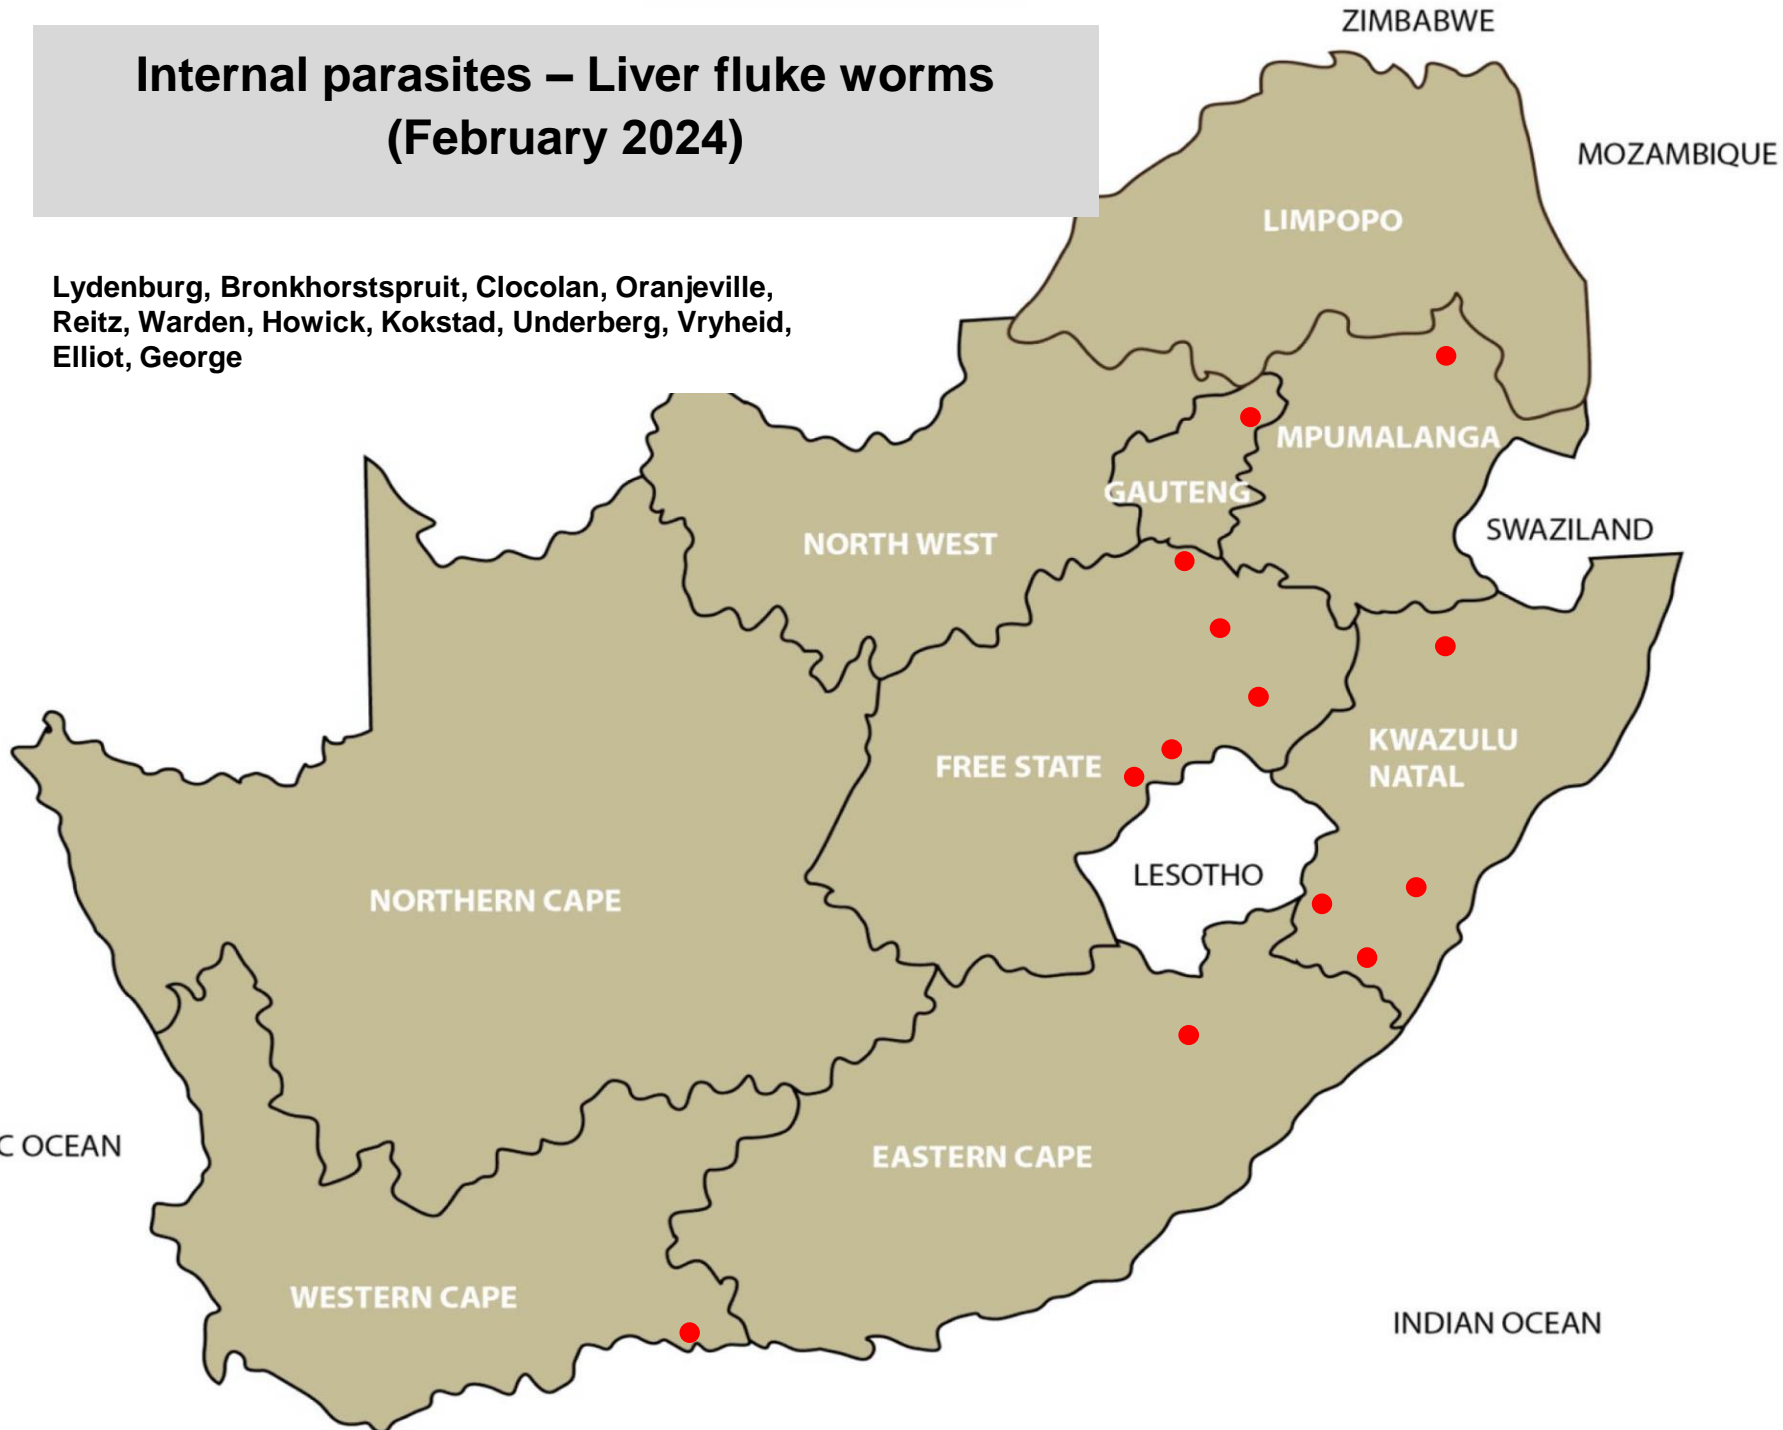 ZIMBABWE
Internal parasites – Liver fluke worms
(February 2024)
MOZAMBIQUE
LIMPOPO
Lydenburg, Bronkhorstspruit, Clocolan, Oranjeville,
Reitz, Warden, Howick, Kokstad, Underberg, Vryheid,
Elliot, George
MPUMALANGA
GAUTENG
SWAZILAND
NORTH WEST
KWAZULU
NATAL
FREE STATE
LESOTHO
NORTHERN CAPE
C OCEAN
EASTERN CAPE
WESTERN CAPE
INDIAN OCEAN